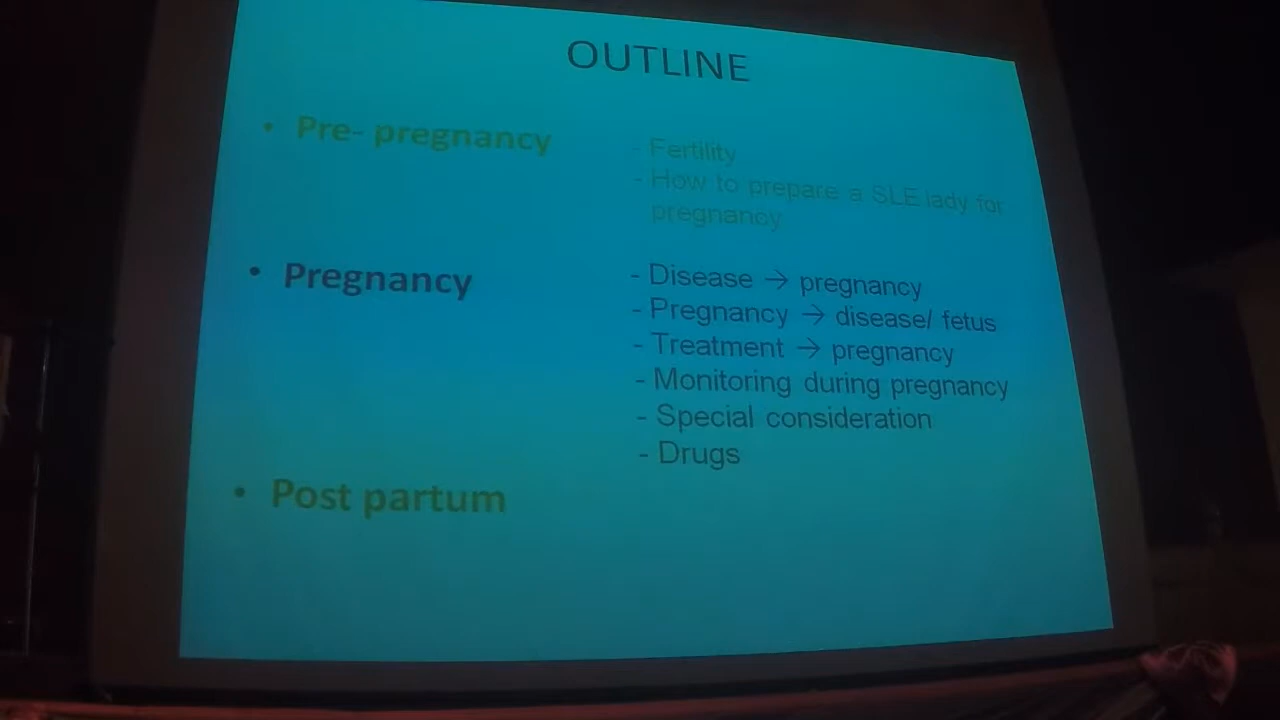 OUTLINE
• Pre- pregnancy
- Fertility
- How to prepare a SLE lady for
pregnancy
• Pregnancy
- Disease → pregnancy
- Pregnancy → disease/ fetus
- Treatment → pregnancy
- Monitoring during pregnancy
- Special consideration
- Drugs
• Post partum